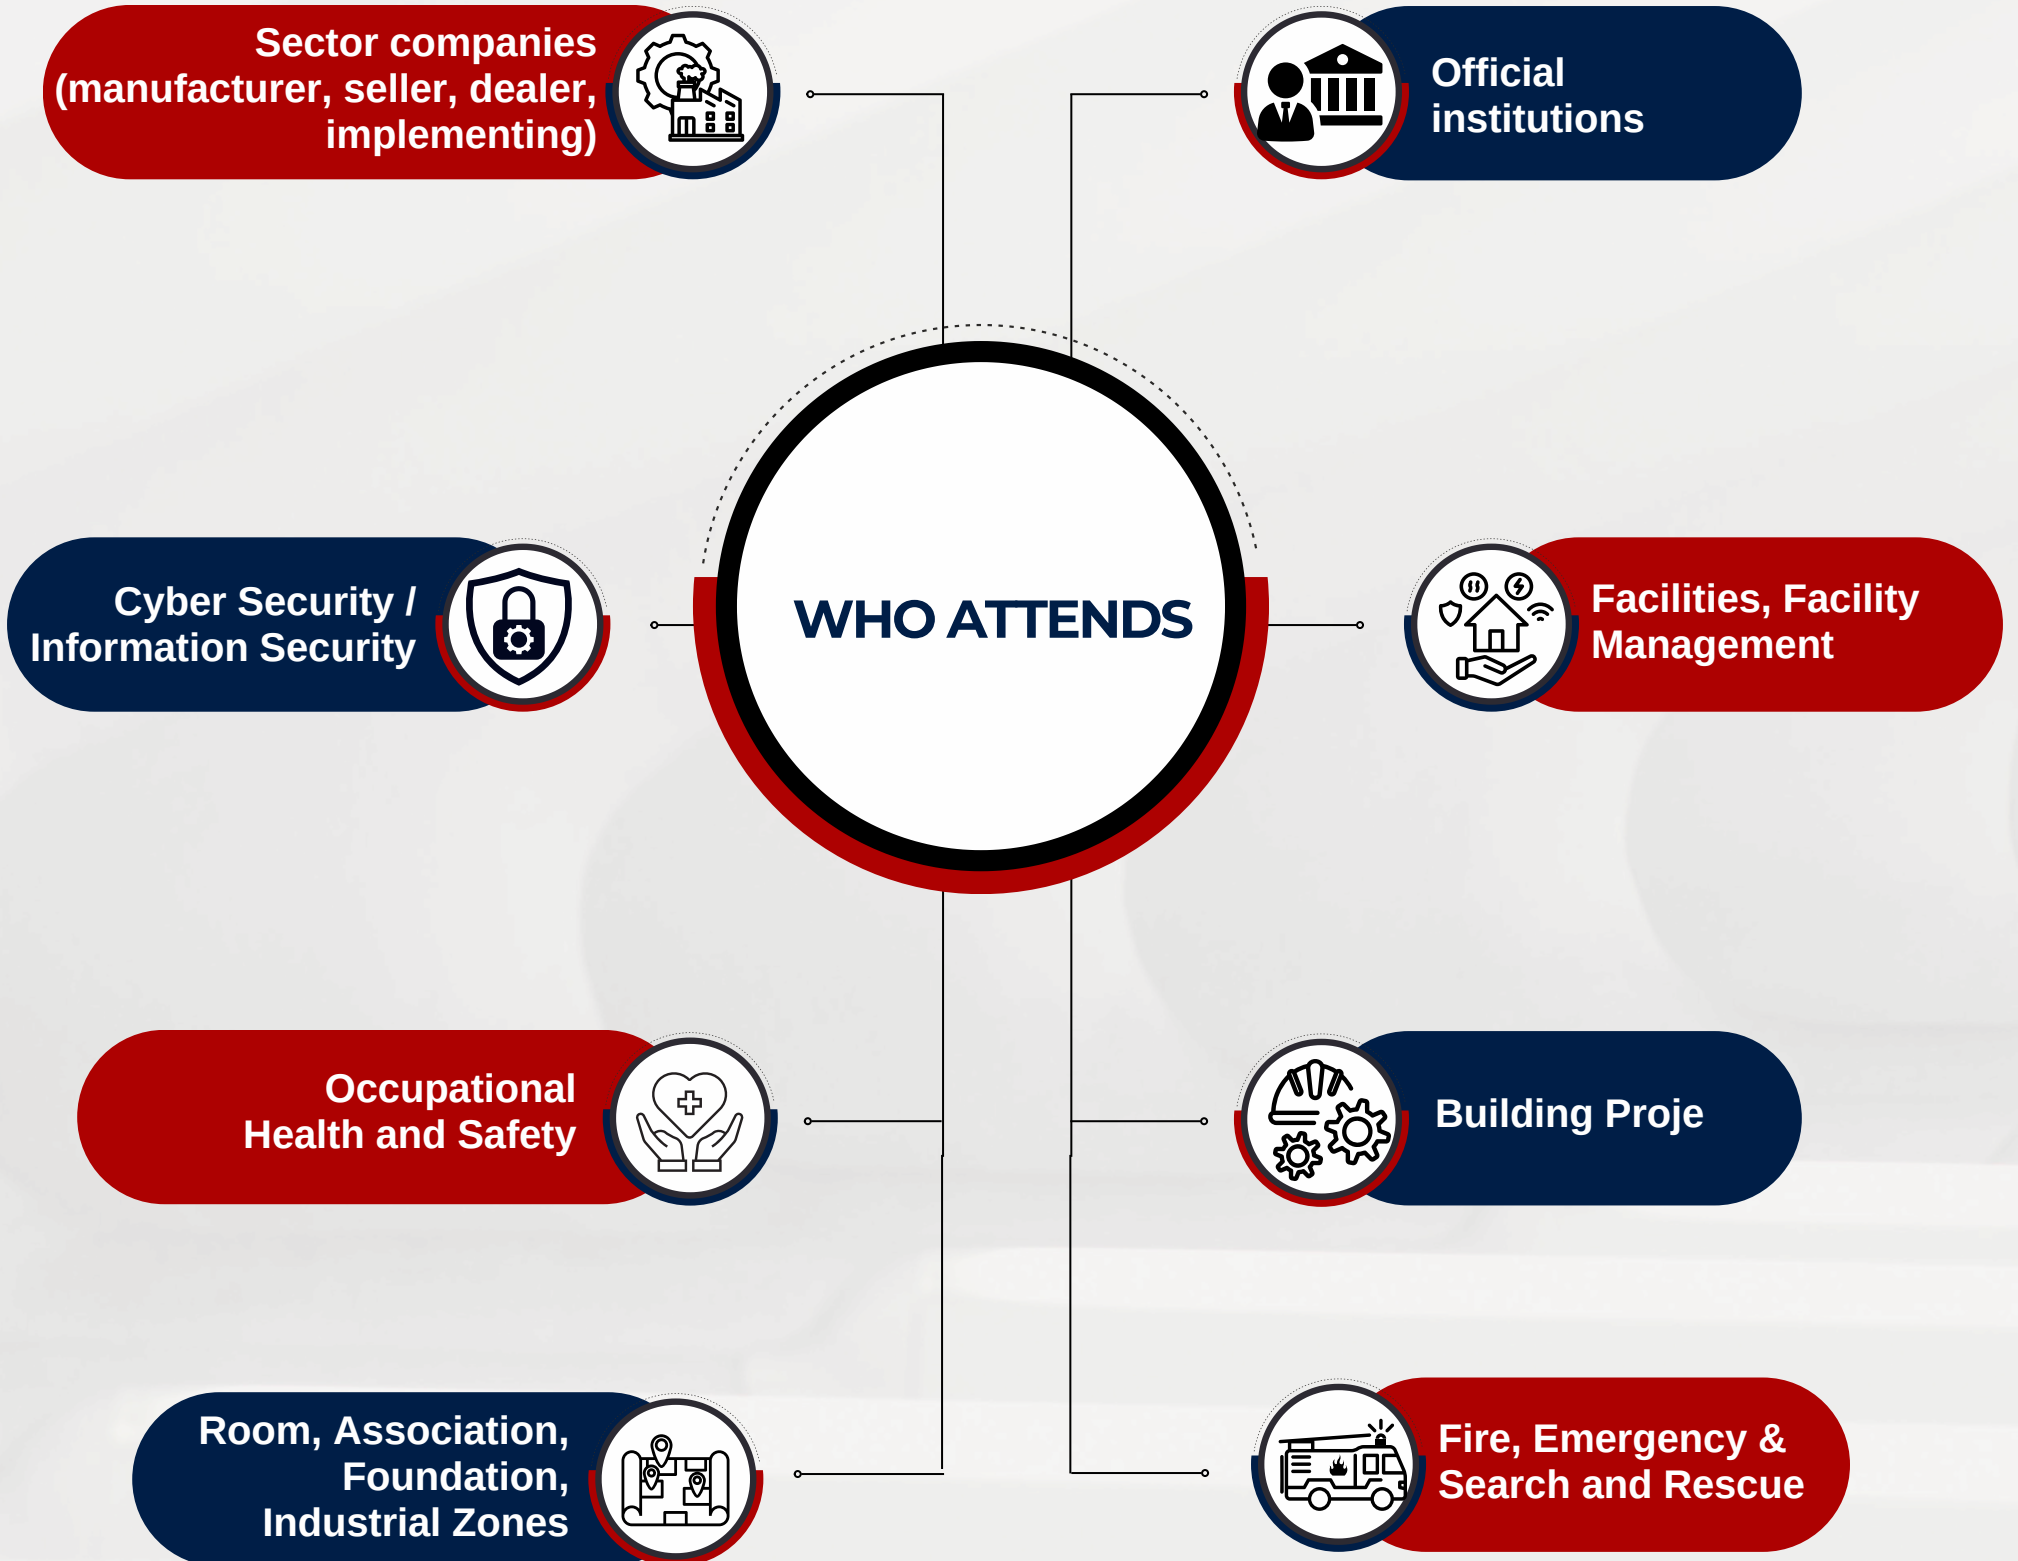 Sector companies
(manufacturer, seller, dealer,
implementing)
Official
institutions
Cyber Security /
Information Security
WHO ATTENDS
Facilities, Facility
Management
Occupational
Health and Safety
Building Proje
Room, Association,
Foundation,
Industrial Zones
Fire, Emergency &
Search and Rescue